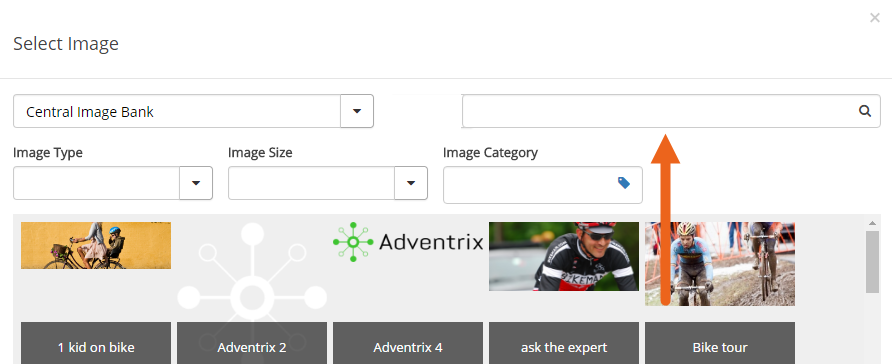 ×
Select Image
Central Image Bank
Image Type Image Size Image Category
Adventrix
1 kid on bike Adventrix 2 Adventrix 4 ask the expert Bike tour